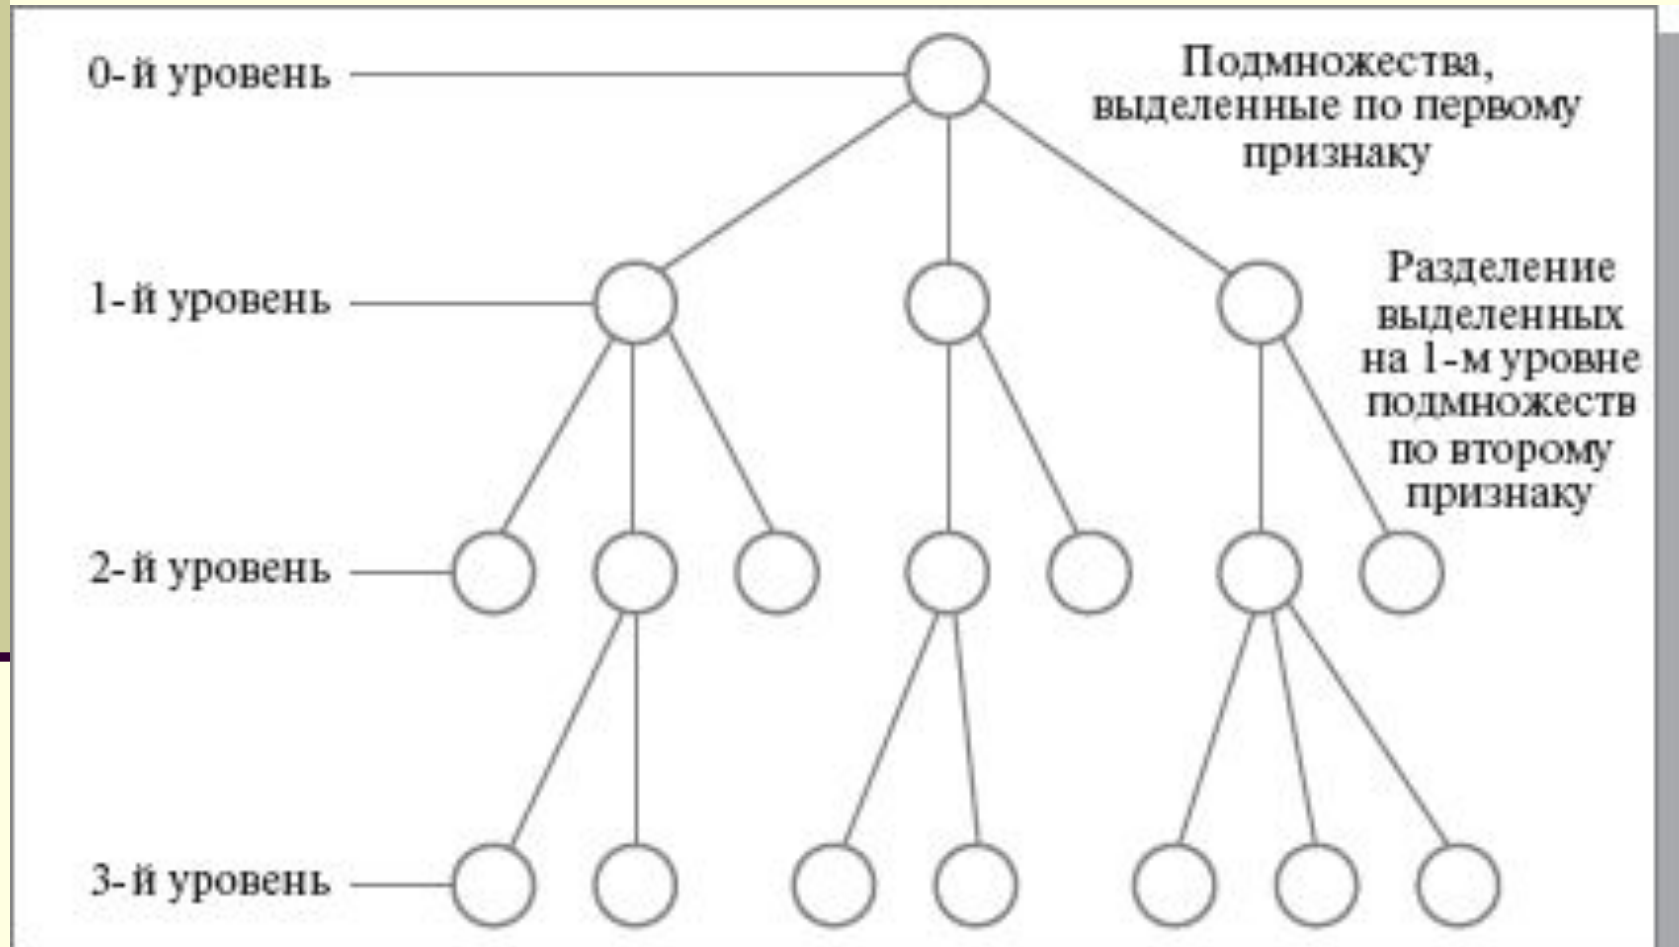 0-й уровень
Подмножества,
выделенные по первому
признаку
1-й уровень
Разделение
выделенных
на 1-м уровне
подмножеств
по второму
признаку
2-й уровень
3-й уровень